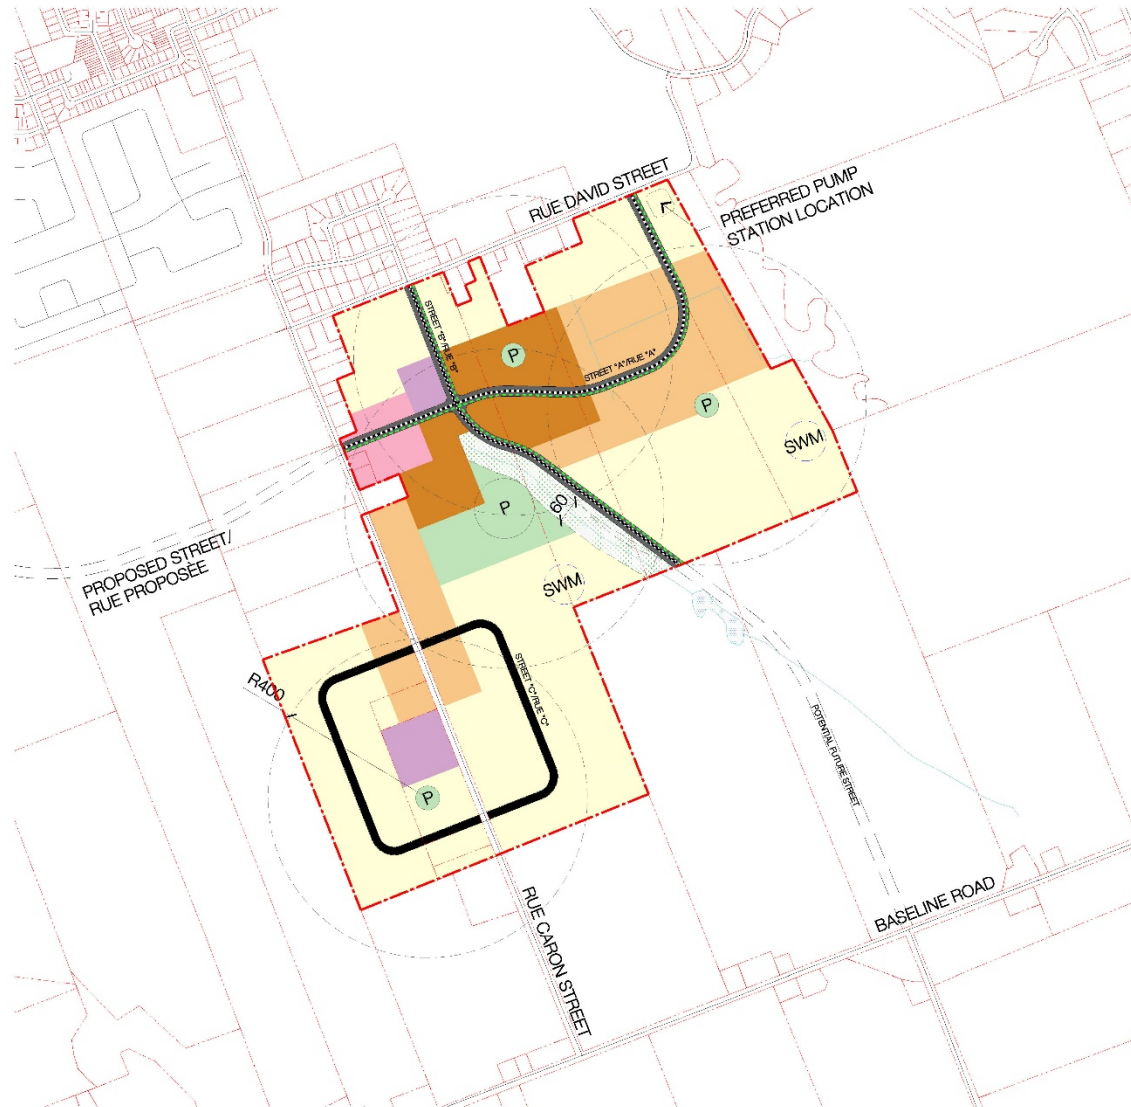 RUE DAVID STREET
PREFERRED PUMP
STATION LOCATION
STREET "B"/RUE "B"
P
STREET "A"/RUE "A"
P
SWM
P
60
PROPOSED STREET/
RUE PROPOSÉE
SWM
R400
STREET "C"/RUE "C"
POTENTIAL FUTURE STREET
P
RUE CARON STREET
BASELINE ROAD